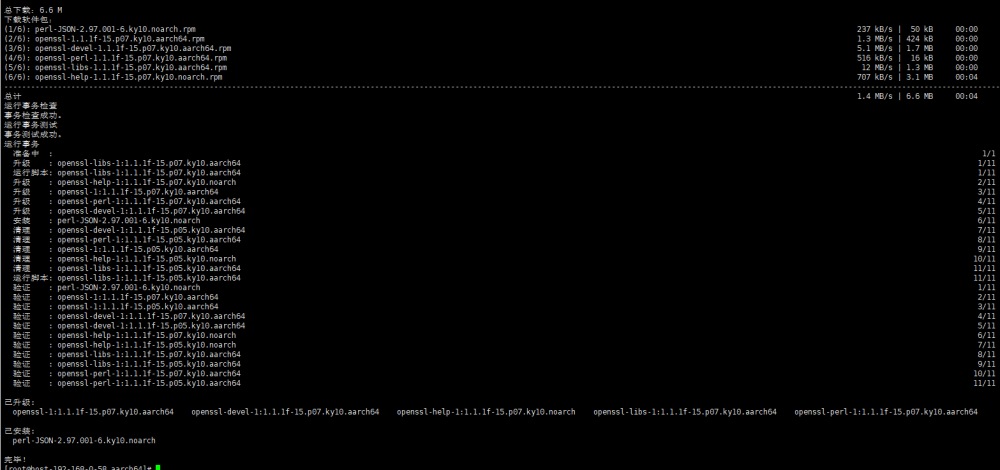 总下载：6.6 M
下载软件包：
(1/6): perl-JSON-2.97.001-6.ky10.noarch.rpm 237 kB/s | 50 kB 00:00
(2/6): openssl-1.1.1f-15.p07.ky10.aarch64.rpm 1.3 MB/s | 424 kB 00:00
(3/6): openssl-devel-1.1.1f-15.p07.ky10.aarch64.rpm 5.1 MB/s | 1.7 MB 00:00
(4/6): openssl-perl-1.1.1f-15.p07.ky10.aarch64.rpm 516 kB/s | 16 kB 00:00
(5/6): openssl-libs-1.1.1f-15.p07.ky10.aarch64.rpm 12 MB/s | 1.3 MB 00:00
(6/6): openssl-help-1.1.1f-15.p07.ky10.noarch.rpm 707 kB/s | 3.1 MB 00:04
总计 1.4 MB/s | 6.6 MB 00:04
运行事务检查
事务检查成功。
运行事务测试
事务测试成功。
运行事务
准备中 : 1/1
升级 : openssl-libs-1:1.1.1f-15.p07.ky10.aarch64 1/11
运行脚本: openssl-libs-1:1.1.1f-15.p07.ky10.aarch64 1/11
升级 : openssl-help-1:1.1.1f-15.p07.ky10.noarch 2/11
升级 : openssl-1:1.1.1f-15.p07.ky10.aarch64 3/11
升级 : openssl-perl-1:1.1.1f-15.p07.ky10.aarch64 4/11
升级 : openssl-devel-1:1.1.1f-15.p07.ky10.aarch64 5/11
安装 : perl-JSON-2.97.001-6.ky10.noarch 6/11
清理 : openssl-devel-1:1.1.1f-15.p05.ky10.aarch64 7/11
清理 : openssl-perl-1:1.1.1f-15.p05.ky10.aarch64 8/11
清理 : openssl-1:1.1.1f-15.p05.ky10.aarch64 9/11
清理 : openssl-help-1:1.1.1f-15.p05.ky10.noarch 10/11
清理 : openssl-libs-1:1.1.1f-15.p05.ky10.aarch64 11/11
运行脚本: openssl-libs-1:1.1.1f-15.p05.ky10.aarch64 11/11
验证 : perl-JSON-2.97.001-6.ky10.noarch 1/11
验证 : openssl-1:1.1.1f-15.p07.ky10.aarch64 2/11
验证 : openssl-1:1.1.1f-15.p05.ky10.aarch64 3/11
验证 : openssl-devel-1:1.1.1f-15.p07.ky10.aarch64 4/11
验证 : openssl-devel-1:1.1.1f-15.p05.ky10.aarch64 5/11
验证 : openssl-help-1:1.1.1f-15.p07.ky10.noarch 6/11
验证 : openssl-help-1:1.1.1f-15.p05.ky10.noarch 7/11
验证 : openssl-libs-1:1.1.1f-15.p07.ky10.aarch64 8/11
验证 : openssl-libs-1:1.1.1f-15.p05.ky10.aarch64 9/11
验证 : openssl-perl-1:1.1.1f-15.p07.ky10.aarch64 10/11
验证 : openssl-perl-1:1.1.1f-15.p05.ky10.aarch64 11/11
已升级:
openssl-1:1.1.1f-15.p07.ky10.aarch64 openssl-devel-1:1.1.1f-15.p07.ky10.aarch64 openssl-help-1:1.1.1f-15.p07.ky10.noarch openssl-libs-1:1.1.1f-15.p07.ky10.aarch64 openssl-perl-1:1.1.1f-15.p07.ky10.aarch64
已安装:
perl-JSON-2.97.001-6.ky10.noarch
完毕！
[root@host-192-168-0-50 aarch64]#